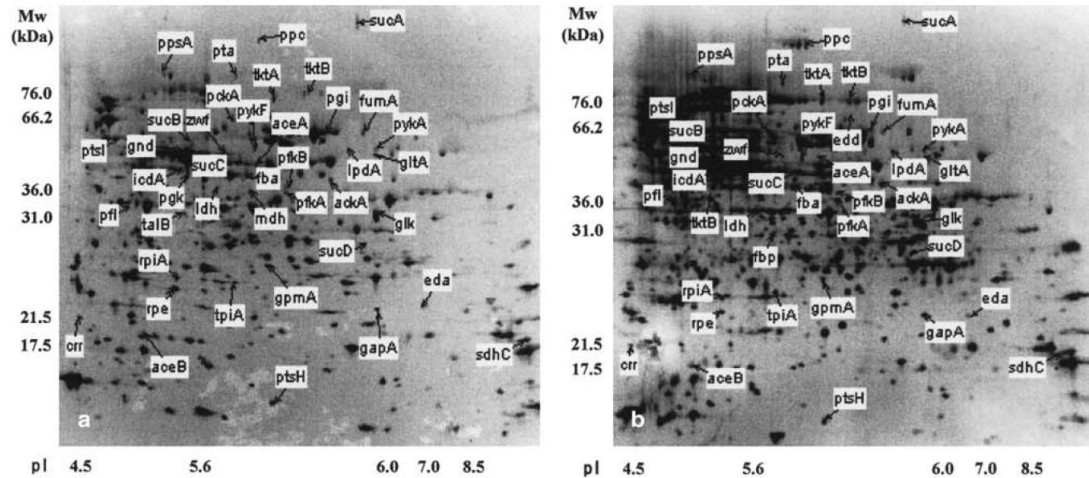 Mw
(kDa)
76.0
66.2
36.0
31.0
21.5
17.5
sucA
ppc
ppsA
pta
tktA
tktB
pckA
pykF
pgi
fumA
aceA
pykA
sucB
zwf
ptsI
gnd
sucC
pfkB
lpdA
gltA
icdA
fba
pgk
ldh
pfkA
ackA
pfl
talB
mdh
glk
sucD
rpiA
rpe
tpiA
gpmA
eda
crr
gapA
sdhC
aceB
ptsH
a
pI 4.5 5.6 6.0 7.0 8.5
Mw
(kDa)
76.0
66.2
36.0
31.0
21.5
17.5
sucA
ppc
ppsA
pta
tktA
tktB
pckA
pgi
fumA
ptsI
pykF
edd
pykA
sucB
zwf
gnd
lpdA
gltA
icdA
sucC
aceA
pfl
fba
pfkB
ackA
tktB
ldh
pfkA
glk
fbp
sucD
rpiA
gpmA
eda
rpe
tpiA
gapA
crr
aceB
sdhC
ptsH
b
4.5 5.6 6.0 7.0 8.5